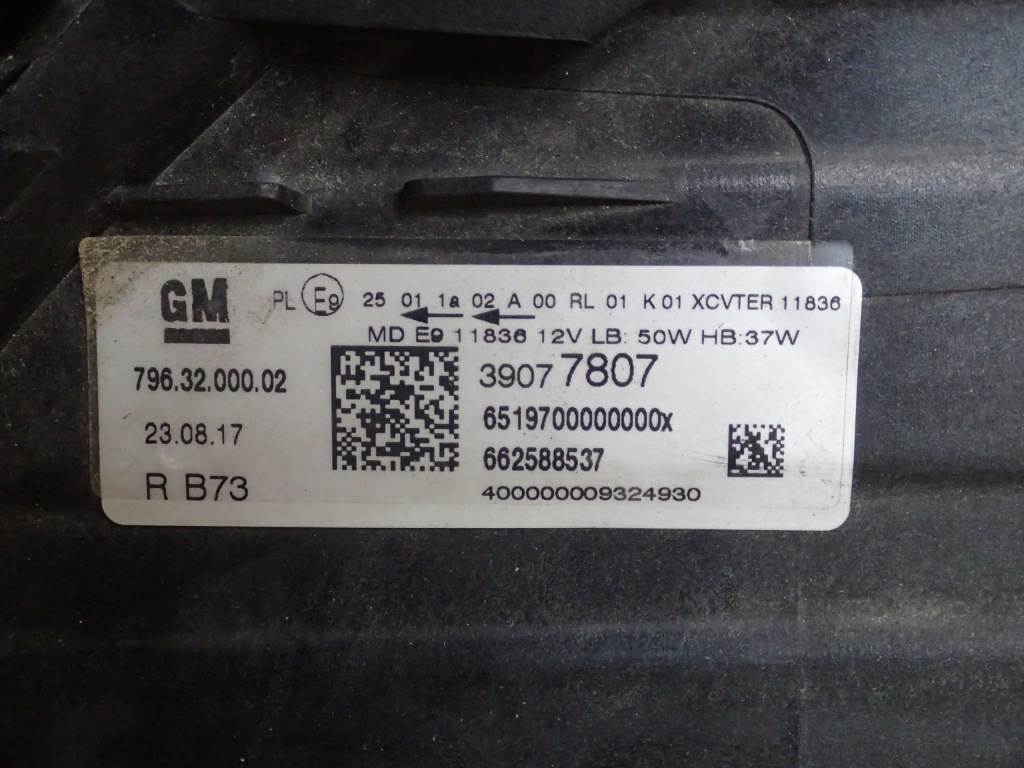 GM
PL E9 25 01 1a 02 A 00 RL 01 K 01 XCVTER 11836
MD E9 11836 12V LB: 50W HB:37W
796.32.000.02
3907 7807
23.08.17
6519700000000x
662588537
R B73
400000009324930